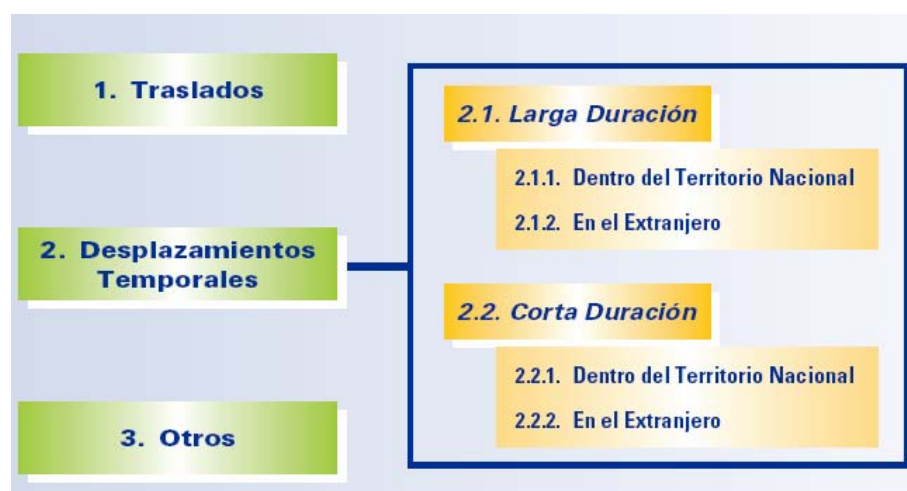 1. Traslados
2. Desplazamientos
Temporales
2.1. Larga Duración
2.1.1. Dentro del Territorio Nacional
2.1.2. En el Extranjero
2.2. Corta Duración
2.2.1. Dentro del Territorio Nacional
2.2.2. En el Extranjero
3. Otros